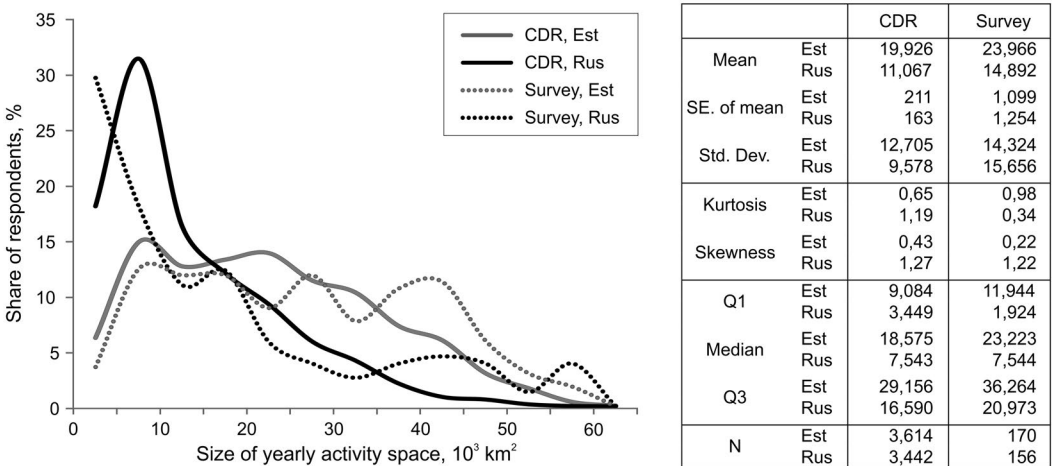 35
30
25
20
15
10
5
0
Share of respondents, %
0 10 20 30 40 50 60
Size of yearly activity space, 10³ km²
CDR, Est
CDR, Rus
Survey, Est
Survey, Rus
CDR Survey
Mean Est 19,926 23,966
Rus 11,067 14,892
SE. of mean Est 211 1,099
Rus 163 1,254
Std. Dev. Est 12,705 14,324
Rus 9,578 15,656
Kurtosis Est 0,65 0,98
Rus 1,19 0,34
Skewness Est 0,43 0,22
Rus 1,27 1,22
Q1 Est 9,084 11,944
Rus 3,449 1,924
Median Est 18,575 23,223
Rus 7,543 7,544
Q3 Est 29,156 36,264
Rus 16,590 20,973
N Est 3,614 170
Rus 3,442 156